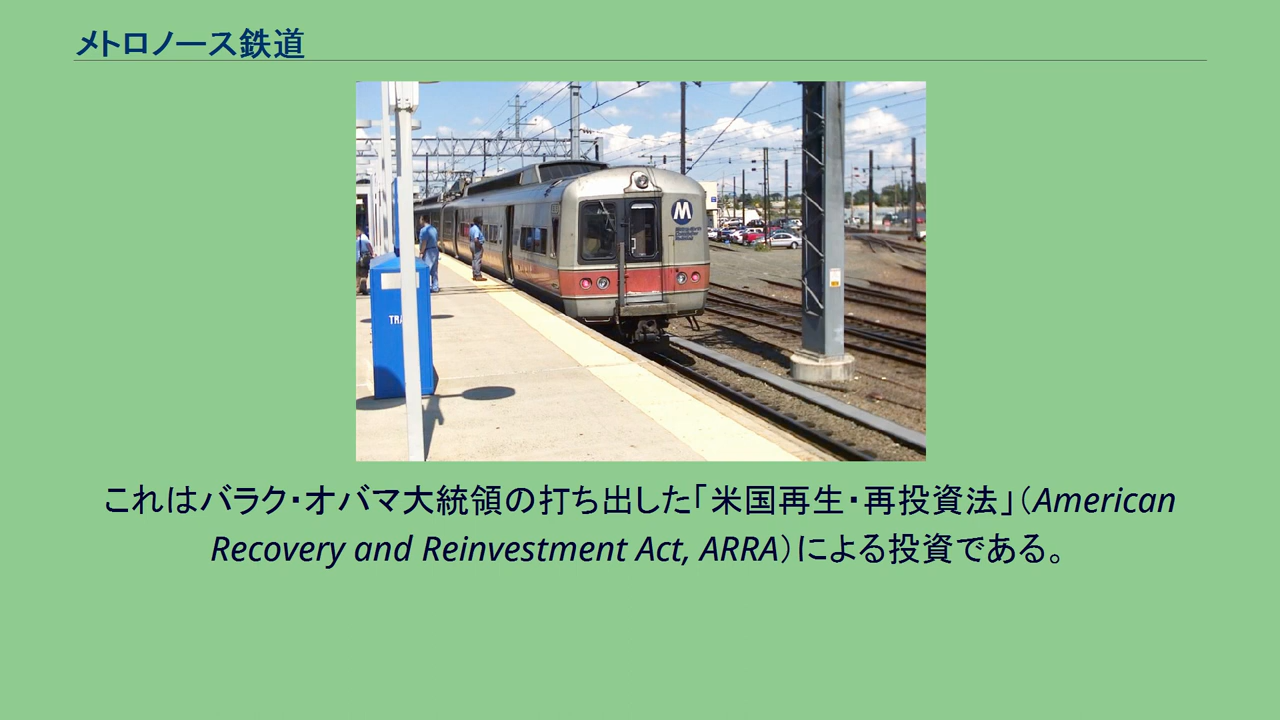 メトロノース鉄道
M
TRA
これはバラク・オバマ大統領の打ち出した「米国再生・再投資法」（American
Recovery and Reinvestment Act, ARRA）による投資である。